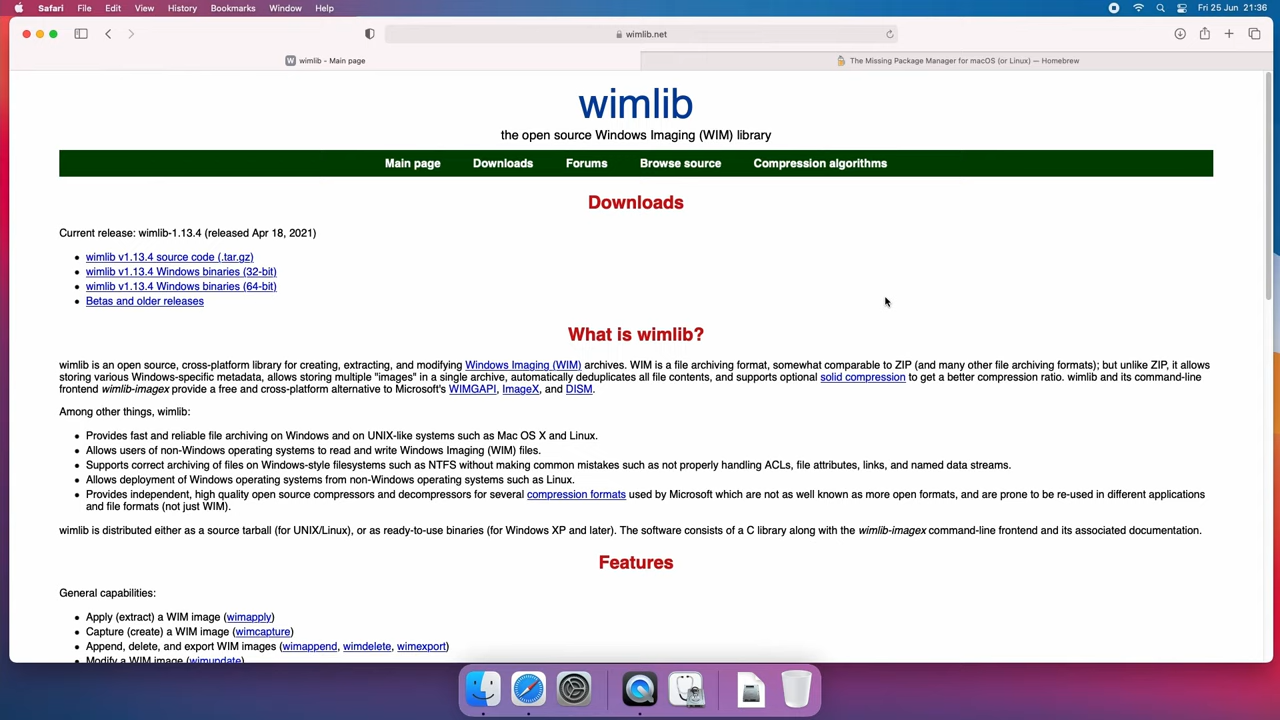 Safari File Edit View History Bookmarks Window Help Fri 25 Jun 21:36
wimlib.net
W wimlib - Main page The Missing Package Manager for macOS (or Linux) — Homebrew
wimlib
the open source Windows Imaging (WIM) library
Main page Downloads Forums Browse source Compression algorithms
Downloads
Current release: wimlib-1.13.4 (released Apr 18, 2021)
• wimlib v1.13.4 source code (.tar.gz)
• wimlib v1.13.4 Windows binaries (32-bit)
• wimlib v1.13.4 Windows binaries (64-bit)
• Betas and older releases
What is wimlib?
wimlib is an open source, cross-platform library for creating, extracting, and modifying Windows Imaging (WIM) archives. WIM is a file archiving format, somewhat comparable to ZIP (and many other file archiving formats); but unlike ZIP, it allows
storing various Windows-specific metadata, allows storing multiple "images" in a single archive, automatically deduplicates all file contents, and supports optional solid compression to get a better compression ratio. wimlib and its command-line
frontend wimlib-imagex provide a free and cross-platform alternative to Microsoft's WIMGAPI, ImageX, and DISM.
Among other things, wimlib:
• Provides fast and reliable file archiving on Windows and on UNIX-like systems such as Mac OS X and Linux.
• Allows users of non-Windows operating systems to read and write Windows Imaging (WIM) files.
• Supports correct archiving of files on Windows-style filesystems such as NTFS without making common mistakes such as not properly handling ACLs, file attributes, links, and named data streams.
• Allows deployment of Windows operating systems from non-Windows operating systems such as Linux.
• Provides independent, high quality open source compressors and decompressors for several compression formats used by Microsoft which are not as well known as more open formats, and are prone to be re-used in different applications
and file formats (not just WIM).
wimlib is distributed either as a source tarball (for UNIX/Linux), or as ready-to-use binaries (for Windows XP and later). The software consists of a C library along with the wimlib-imagex command-line frontend and its associated documentation.
Features
General capabilities:
• Apply (extract) a WIM image (wimapply)
• Capture (create) a WIM image (wimcapture)
• Append, delete, and export WIM images (wimappend, wimdelete, wimexport)
• Modify a WIM image (wimupdate)